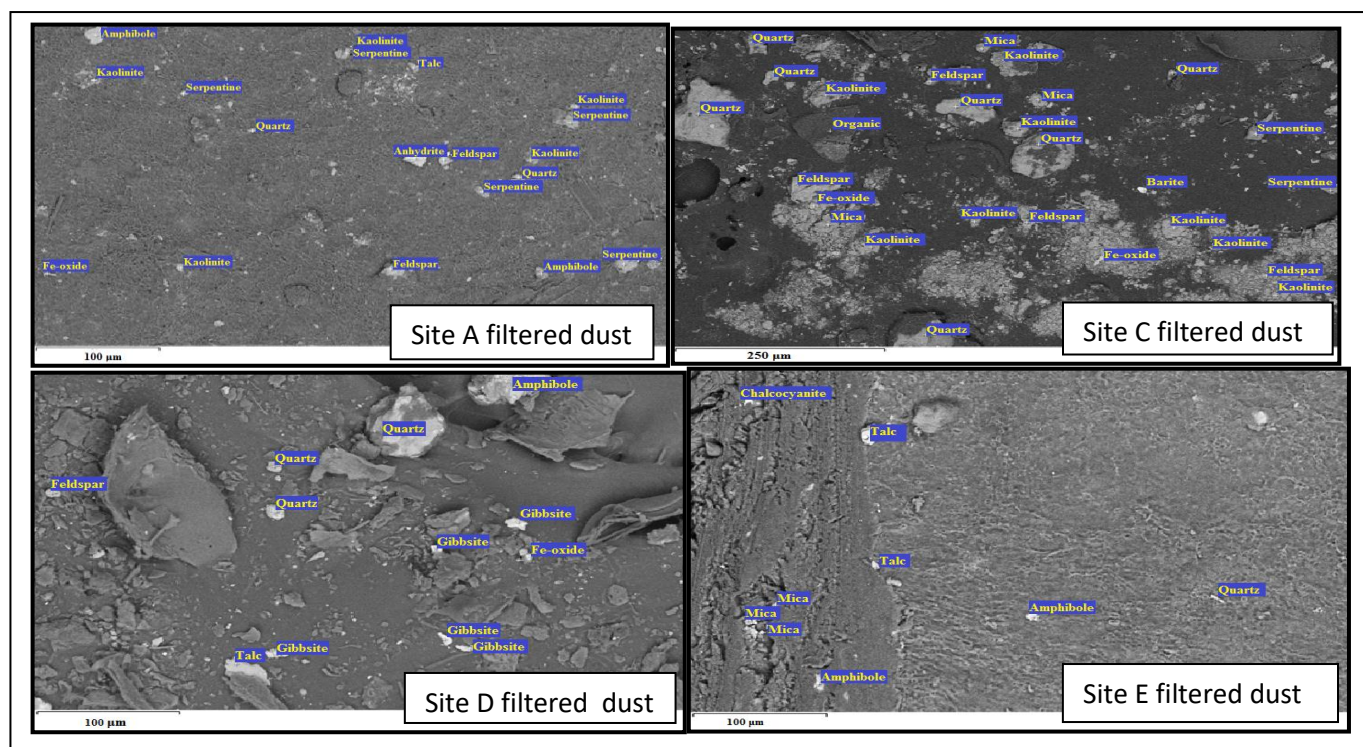 Amphibole
Kaolinite
Serpentine
Talc
Kaolinite
Serpentine
Kaolinite
Serpentine
Quartz
Anhydrite
Feldspar
Kaolinite
Quartz
Serpentine
Serpentine
Fe-oxide
Kaolinite
Feldspar
Amphibole
Site A filtered dust
100 µm
Quartz
Mica
Kaolinite
Quartz
Feldspar
Quartz
Kaolinite
Mica
Quartz
Quartz
Organic
Kaolinite
Quartz
Serpentine
Feldspar
Barite
Serpentine
Fe-oxide
Mica
Kaolinite
Feldspar
Kaolinite
Kaolinite
Kaolinite
Fe-oxide
Feldspar
Kaolinite
Quartz
Site C filtered dust
250 µm
Amphibole
Quartz
Quartz
Feldspar
Quartz
Gibbsite
Gibbsite
Fe-oxide
Gibbsite
Gibbsite
Gibbsite
Talc
Site D filtered  dust
100 µm
Chalcocyanite
Talc
Talc
Quartz
Mica
Mica
Mica
Amphibole
Amphibole
Site E filtered dust
100 µm